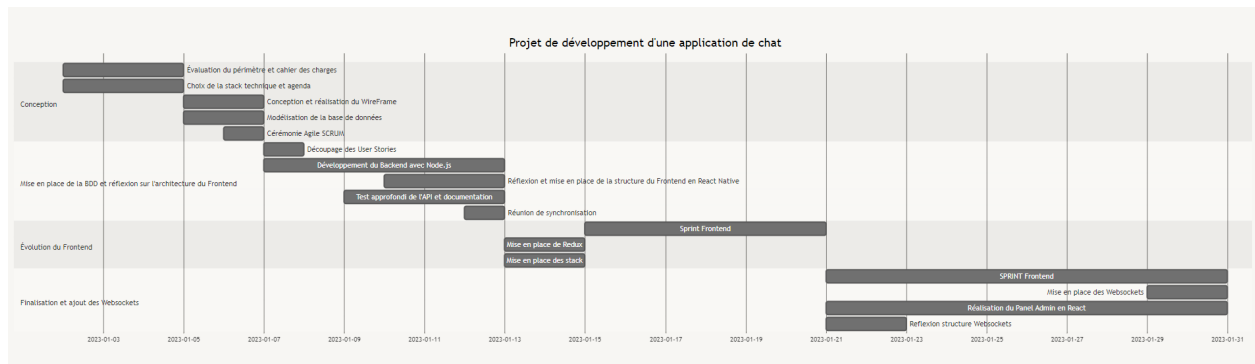 Projet de développement d'une application de chat
Évaluation du périmètre et cahier des charges
Choix de la stack technique et agenda
Conception et réalisation du WireFrame
Conception
Modélisation de la base de données
Cérémonie Agile SCRUM
Découpage des User Stories
Développement du Backend avec Node.js
Mise en place de la BDD et réflexion sur l'architecture du Frontend
Réflexion et mise en place de la structure du Frontend en React Native
Test approfondi de l'API et documentation
Réunion de synchronisation
Sprint Frontend
Évolution du Frontend
Mise en place de Redux
Mise en place des stack
SPRINT Frontend
Mise en place des Websockets
Finalisation et ajout des Websockets
Réalisation du Panel Admin en React
Reflexion structure Websockets
2023-01-03 2023-01-05 2023-01-07 2023-01-09 2023-01-11 2023-01-13 2023-01-15 2023-01-17 2023-01-19 2023-01-21 2023-01-23 2023-01-25 2023-01-27 2023-01-29 2023-01-31